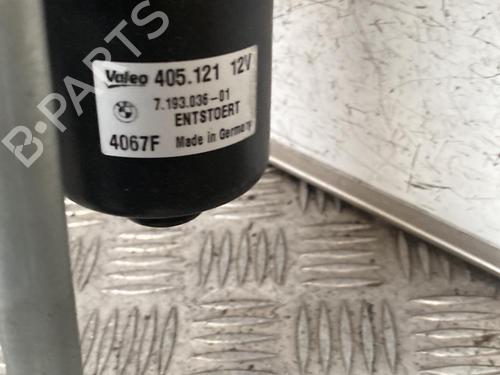 B-PARTS
Valeo 405.121 12V
7.193.036-01
ENTSTOERT
4067F Made in Germany